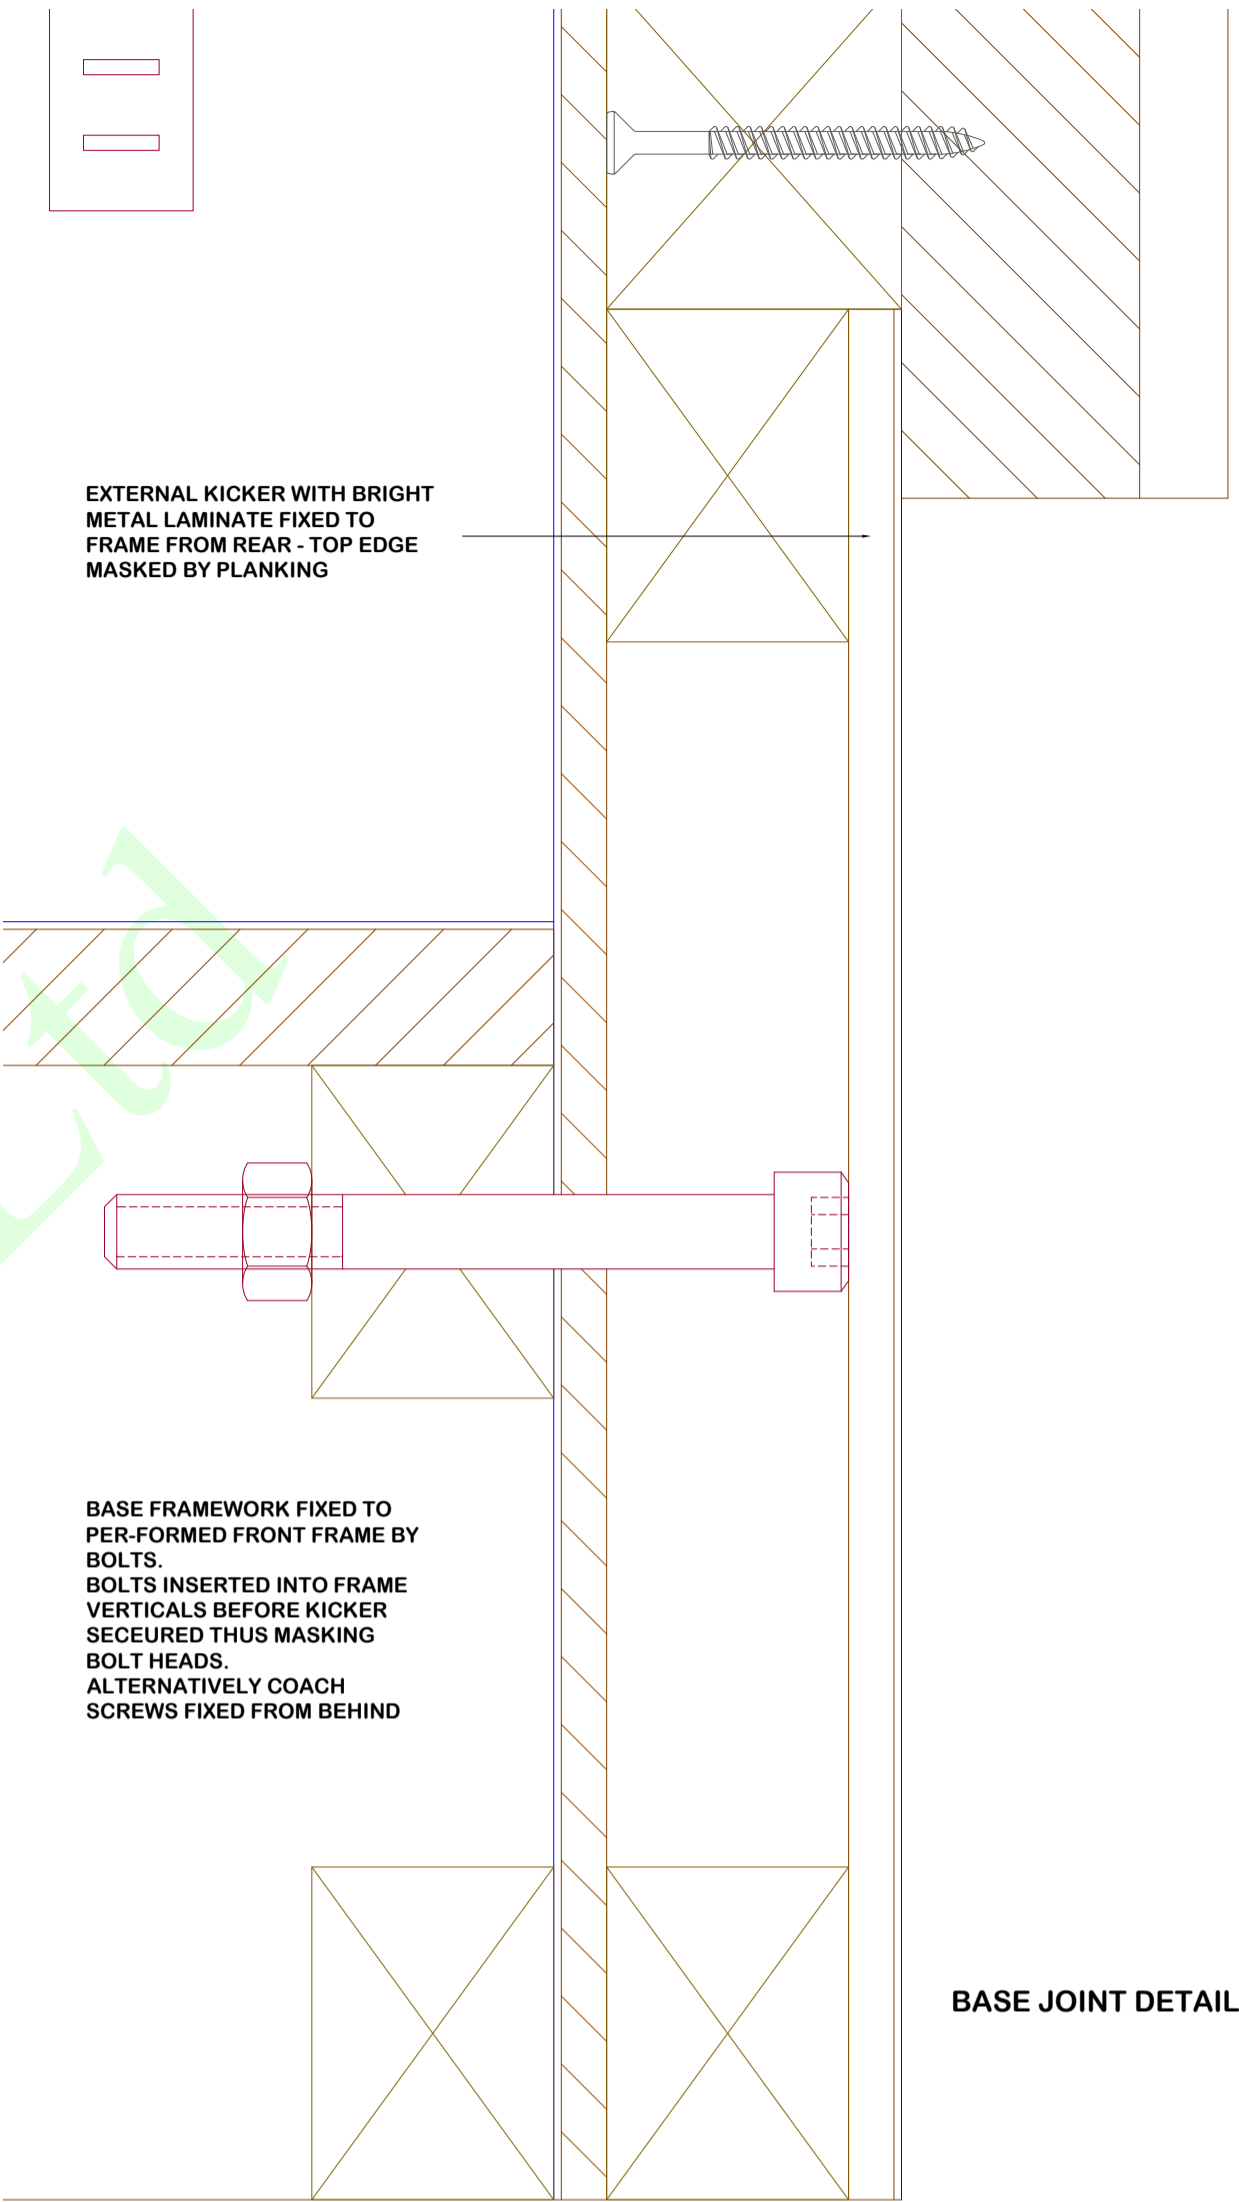 EXTERNAL KICKER WITH BRIGHT
METAL LAMINATE FIXED TO
FRAME FROM REAR - TOP EDGE
MASKED BY PLANKING
Ltd
BASE FRAMEWORK FIXED TO
PER-FORMED FRONT FRAME BY
BOLTS.
BOLTS INSERTED INTO FRAME
VERTICALS BEFORE KICKER
SECEURED THUS MASKING
BOLT HEADS.
ALTERNATIVELY COACH
SCREWS FIXED FROM BEHIND
BASE JOINT DETAIL